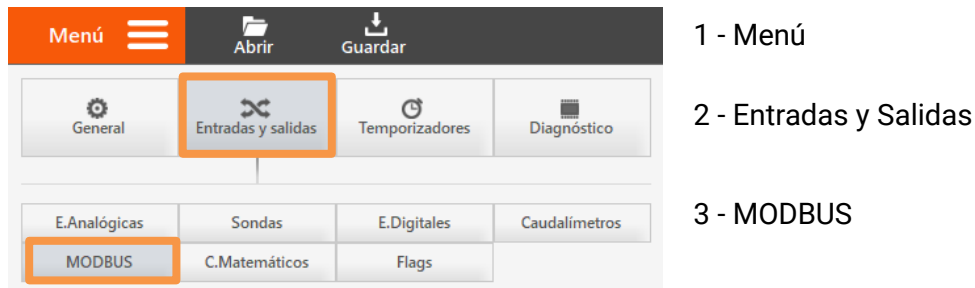 Menú
Abrir
Guardar
1 - Menú
General
Entradas y salidas
Temporizadores
Diagnóstico
2 - Entradas y Salidas
E.Analógicas
Sondas
E.Digitales
Caudalímetros
3 - MODBUS
MODBUS
C.Matemáticos
Flags